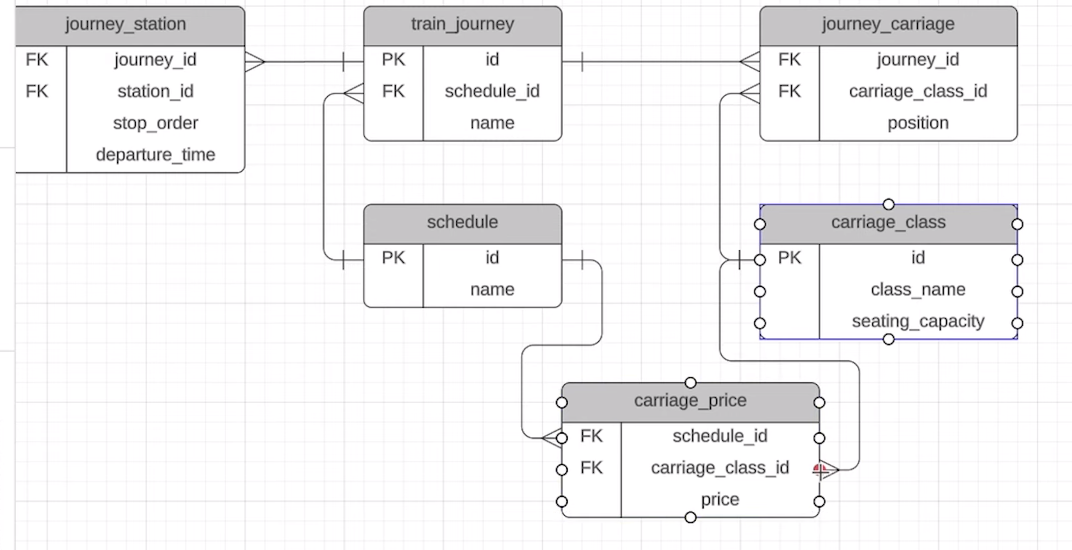 journey_station
FK journey_id
FK station_id
stop_order
departure_time
train_journey
PK id
FK schedule_id
name
journey_carriage
FK journey_id
FK carriage_class_id
position
schedule
PK id
name
carriage_class
PK id
class_name
seating_capacity
carriage_price
FK schedule_id
FK carriage_class_id
price